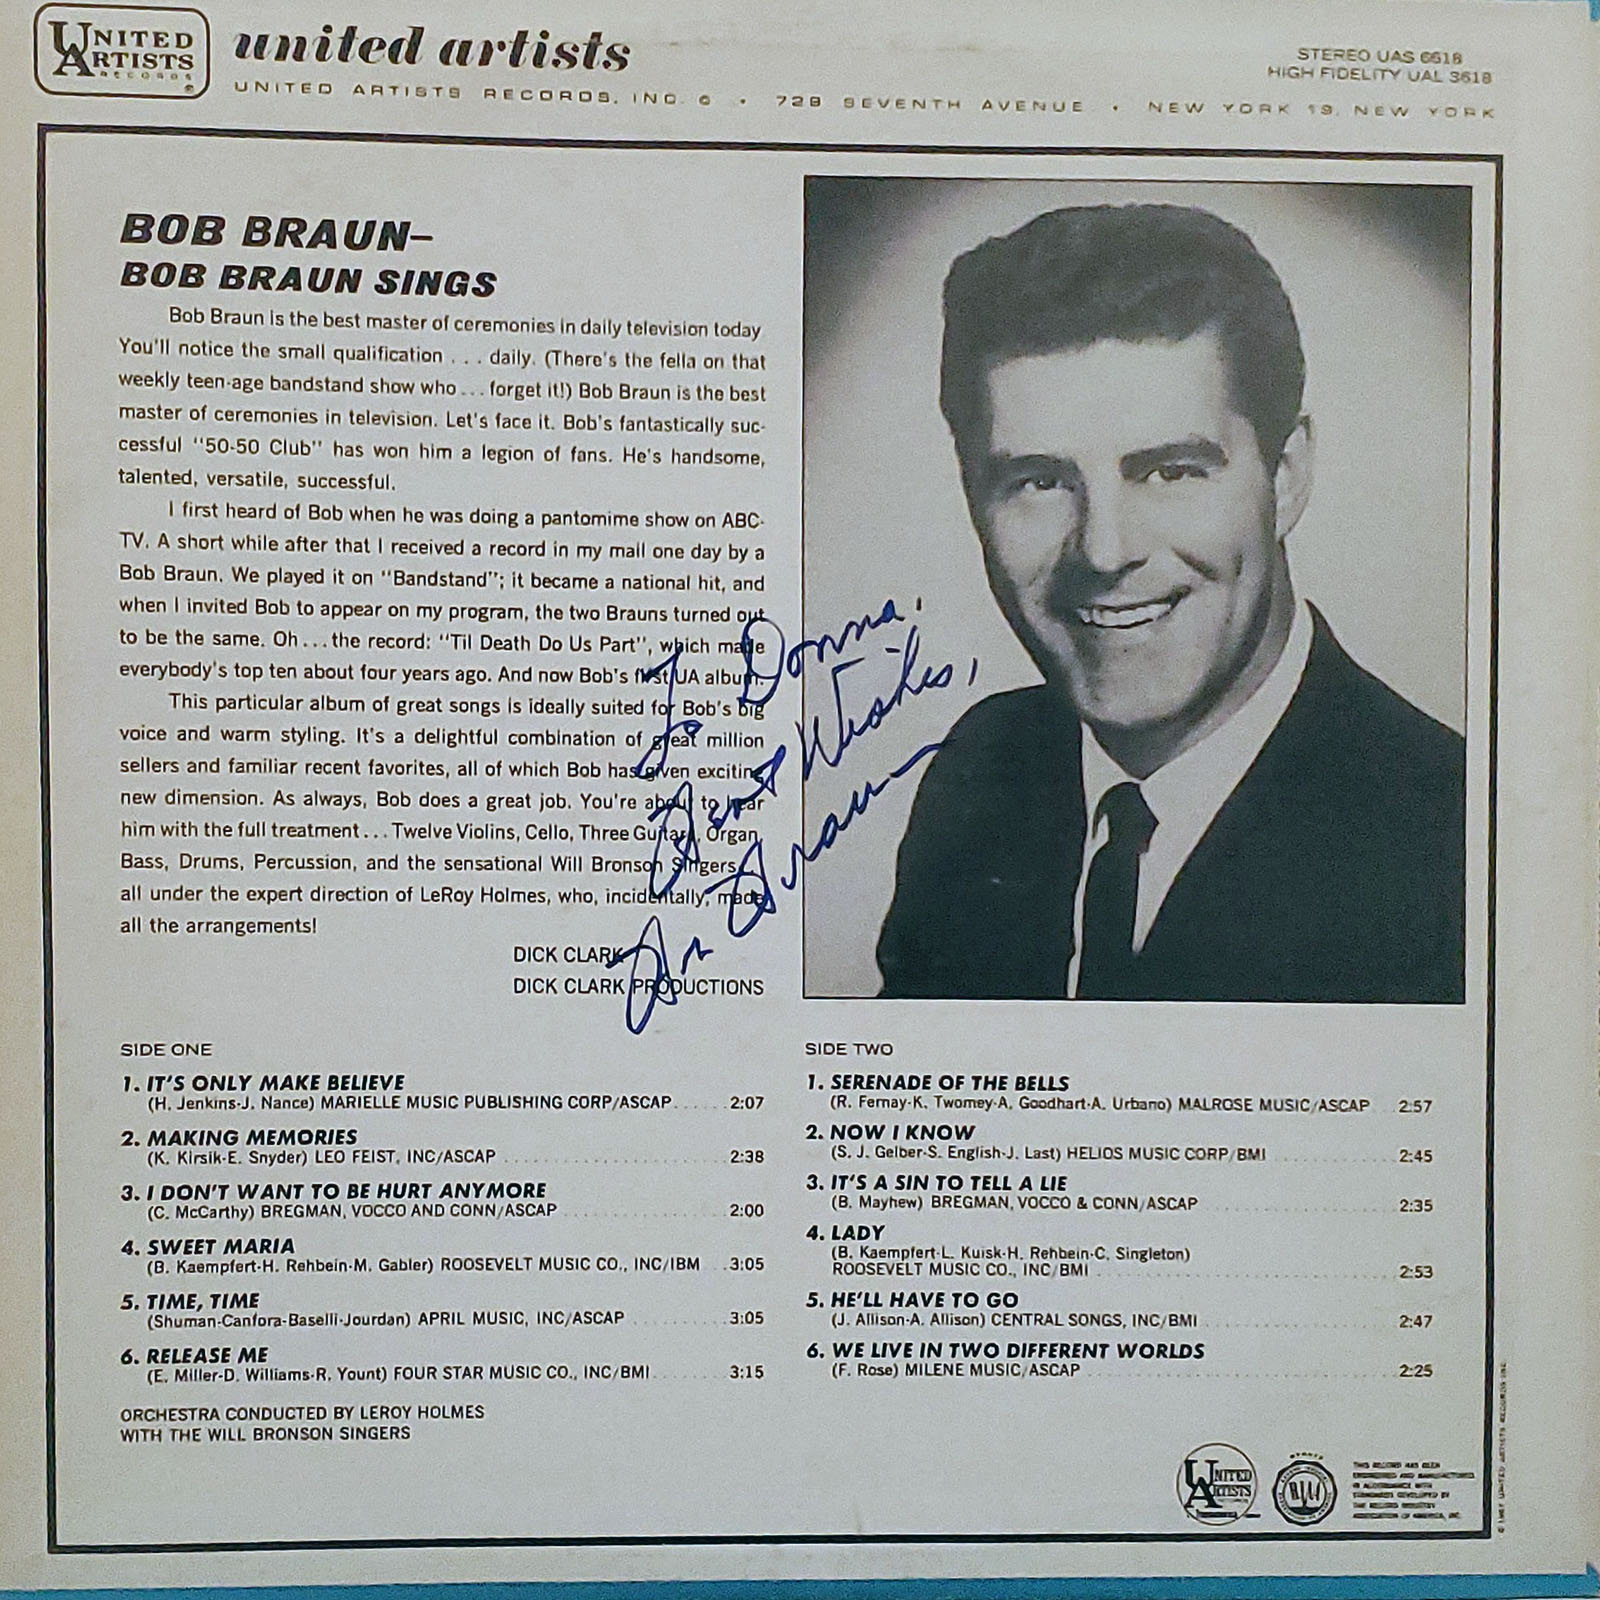 UNITED
ARTISTS
RECORDS
united artists
UNITED ARTISTS RECORDS, INC. © • 729 SEVENTH AVENUE • NEW YORK 19, NEW YORK
STEREO UAS 6618
HIGH FIDELITY UAL 3618
BOB BRAUN–
BOB BRAUN SINGS
Bob Braun is the best master of ceremonies in daily television today
You'll notice the small qualification . . . daily. (There's the fella on that
weekly teen-age bandstand show who . . . forget it!) Bob Braun is the best
master of ceremonies in television. Let's face it. Bob's fantastically suc-
cessful "50-50 Club" has won him a legion of fans. He's handsome,
talented, versatile, successful.
I first heard of Bob when he was doing a pantomime show on ABC-
TV. A short while after that I received a record in my mail one day by a
Bob Braun. We played it on "Bandstand"; it became a national hit, and
when I invited Bob to appear on my program, the two Brauns turned out
to be the same. Oh . . . the record: "Til Death Do Us Part", which made
everybody's top ten about four years ago. And now Bob's first UA album.
This particular album of great songs is ideally suited for Bob's big
voice and warm styling. It's a delightful combination of great million
sellers and familiar recent favorites, all of which Bob has given exciting
new dimension. As always, Bob does a great job. You're about to hear
him with the full treatment . . . Twelve Violins, Cello, Three Guitars, Organ,
Bass, Drums, Percussion, and the sensational Will Bronson Singers
all under the expert direction of LeRoy Holmes, who, incidentally, made
all the arrangements!
DICK CLARK
DICK CLARK PRODUCTIONS
To Donna,
Best Wishes,
Bob Braun
SIDE ONE
1. IT'S ONLY MAKE BELIEVE
(H. Jenkins-J. Nance) MARIELLE MUSIC PUBLISHING CORP/ASCAP. . . . . . 2:07
2. MAKING MEMORIES
(K. Kirsik-E. Snyder) LEO FEIST, INC/ASCAP . . . . . . 2:38
3. I DON'T WANT TO BE HURT ANYMORE
(C. McCarthy) BREGMAN, VOCCO AND CONN/ASCAP . . . . . . 2:00
4. SWEET MARIA
(B. Kaempfert-H. Rehbein-M. Gabler) ROOSEVELT MUSIC CO., INC/IBM . . 3:05
5. TIME, TIME
(Shuman-Canfora-Baselli-Jourdan) APRIL MUSIC, INC/ASCAP . . . . . . 3:05
6. RELEASE ME
(E. Miller-D. Williams-R. Yount) FOUR STAR MUSIC CO., INC/BMI . . . . . . 3:15
ORCHESTRA CONDUCTED BY LEROY HOLMES
WITH THE WILL BRONSON SINGERS
SIDE TWO
1. SERENADE OF THE BELLS
(R. Fernay-K. Twomey-A. Goodhart-A. Urbano) MALROSE MUSIC/ASCAP 2:57
2. NOW I KNOW
(S. J. Gelber-S. English-J. Last) HELIOS MUSIC CORP/BMI . . . . . . 2:45
3. IT'S A SIN TO TELL A LIE
(B. Mayhew) BREGMAN, VOCCO & CONN/ASCAP . . . . . . 2:35
4. LADY
(B. Kaempfert-L. Kuisk-H. Rehbein-C. Singleton)
ROOSEVELT MUSIC CO., INC/BMI . . . . . . 2:53
5. HE'LL HAVE TO GO
(J. Allison-A. Allison) CENTRAL SONGS, INC/BMI . . . . . . 2:47
6. WE LIVE IN TWO DIFFERENT WORLDS
(F. Rose) MILENE MUSIC/ASCAP . . . . . . 2:25
UNITED
ARTISTS
THIS RECORD HAS BEEN
ENGINEERED AND MANUFACTURED
IN ACCORDANCE WITH
STANDARDS DEVELOPED BY
THE RECORD INDUSTRY
ASSOCIATION OF AMERICA, INC.